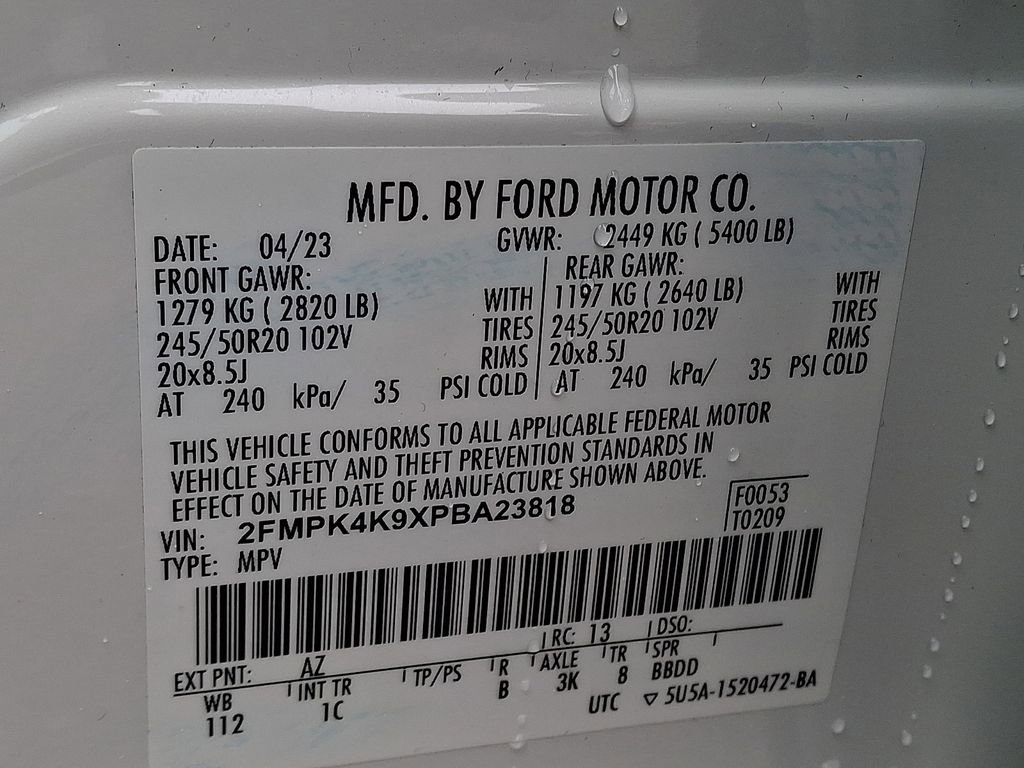 MFD. BY FORD MOTOR CO.
DATE: 04/23 GVWR: 2449 KG ( 5400 LB)
FRONT GAWR: REAR GAWR:
1279 KG ( 2820 LB) WITH 1197 KG ( 2640 LB) WITH
245/50R20 102V TIRES 245/50R20 102V TIRES
20x8.5J RIMS 20x8.5J RIMS
AT 240 kPa/ 35 PSI COLD AT 240 kPa/ 35 PSI COLD
THIS VEHICLE CONFORMS TO ALL APPLICABLE FEDERAL MOTOR
VEHICLE SAFETY AND THEFT PREVENTION STANDARDS IN
EFFECT ON THE DATE OF MANUFACTURE SHOWN ABOVE.
VIN: 2FMPK4K9XPBA23818 F0053
TYPE: MPV T0209
EXT PNT: AZ RC: 13 DSO:
WB INT TR TP/PS R AXLE TR SPR
112 1C B 3K 8 BBDD
UTC ▽ 5U5A-1520472-BA